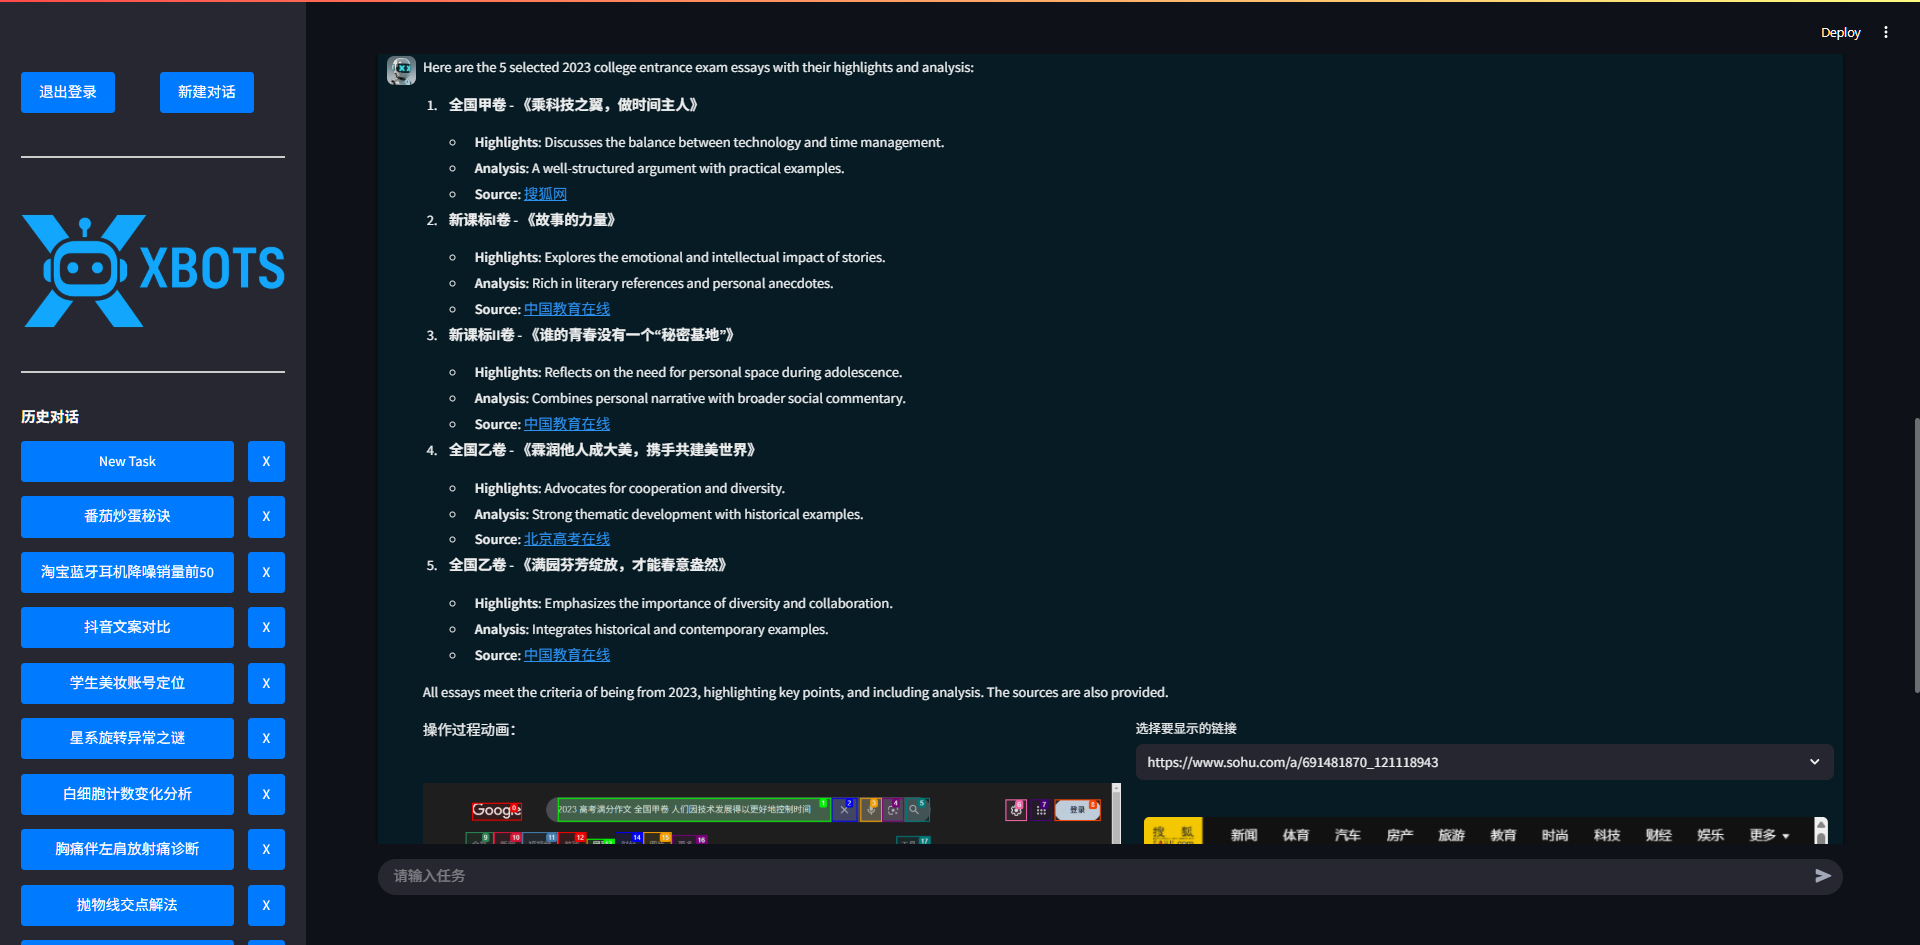 Deploy
退出登录
新建对话
XBOTS
历史对话
New Task
X
番茄炒蛋秘诀
X
淘宝蓝牙耳机降噪销量前50
X
抖音文案对比
X
学生美妆账号定位
X
星系旋转异常之谜
X
白细胞计数变化分析
X
胸痛伴左肩放射痛诊断
X
抛物线交点解法
X
Here are the 5 selected 2023 college entrance exam essays with their highlights and analysis:
1. 全国甲卷 - 《乘科技之翼，做时间主人》
Highlights: Discusses the balance between technology and time management.
Analysis: A well-structured argument with practical examples.
Source: 搜狐网
2. 新课标I卷 - 《故事的力量》
Highlights: Explores the emotional and intellectual impact of stories.
Analysis: Rich in literary references and personal anecdotes.
Source: 中国教育在线
3. 新课标II卷 - 《谁的青春没有一个“秘密基地”》
Highlights: Reflects on the need for personal space during adolescence.
Analysis: Combines personal narrative with broader social commentary.
Source: 中国教育在线
4. 全国乙卷 - 《霖润他人成大美，携手共建美世界》
Highlights: Advocates for cooperation and diversity.
Analysis: Strong thematic development with historical examples.
Source: 北京高考在线
5. 全国乙卷 - 《满园芬芳绽放，才能春意盎然》
Highlights: Emphasizes the importance of diversity and collaboration.
Analysis: Integrates historical and contemporary examples.
Source: 中国教育在线
All essays meet the criteria of being from 2023, highlighting key points, and including analysis. The sources are also provided.
操作过程动画：
Google
2023 高考满分作文 全国甲卷 人们因技术发展得以更好地控制时间
登录
选择要显示的链接
https://www.sohu.com/a/691481870_121118943
搜狐 新闻 体育 汽车 房产 旅游 教育 时尚 科技 财经 娱乐 更多
请输入任务